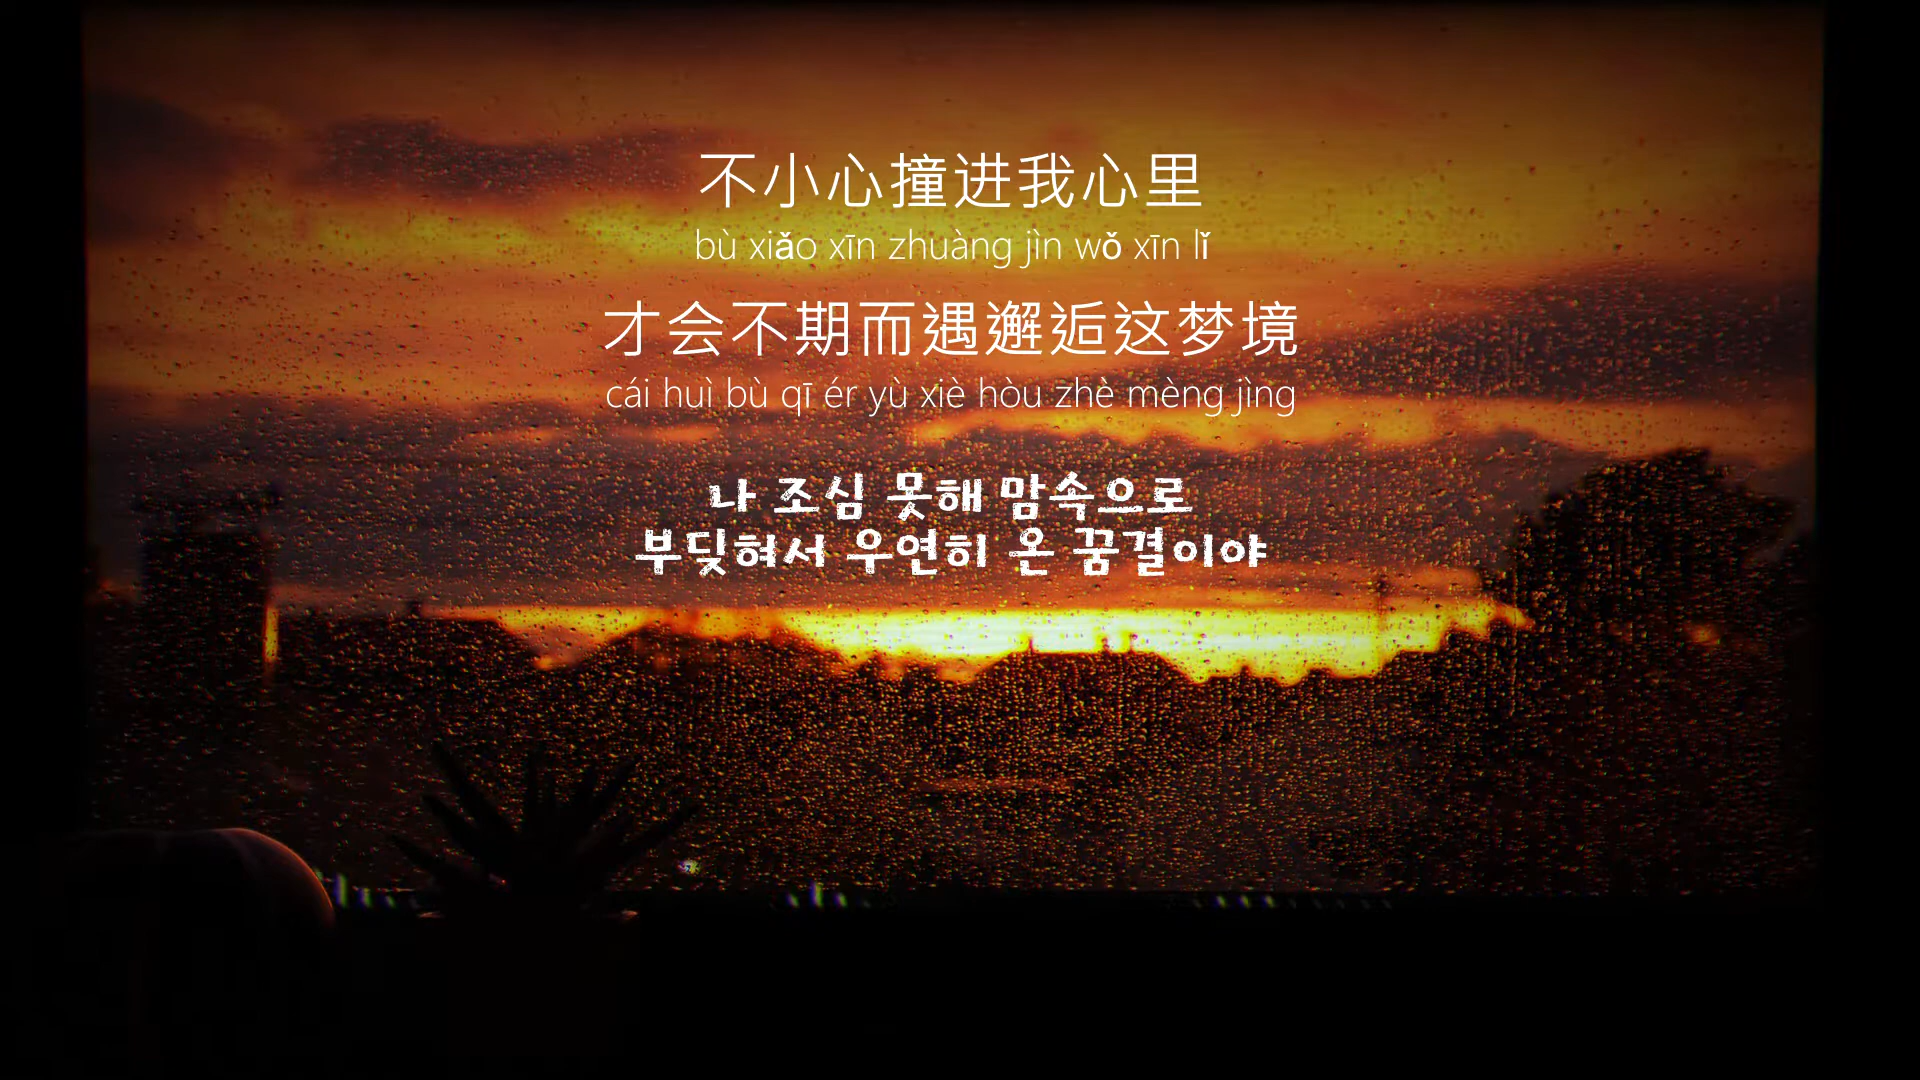 不小心撞进我心里
bù xiǎo xīn zhuàng jìn wǒ xīn lǐ
才会不期而遇邂逅这梦境
cái huì bù qī ér yù xiè hòu zhè mèng jìng
나 조심 못해 맘속으로
부딪혀서 우연히 온 꿈결이야